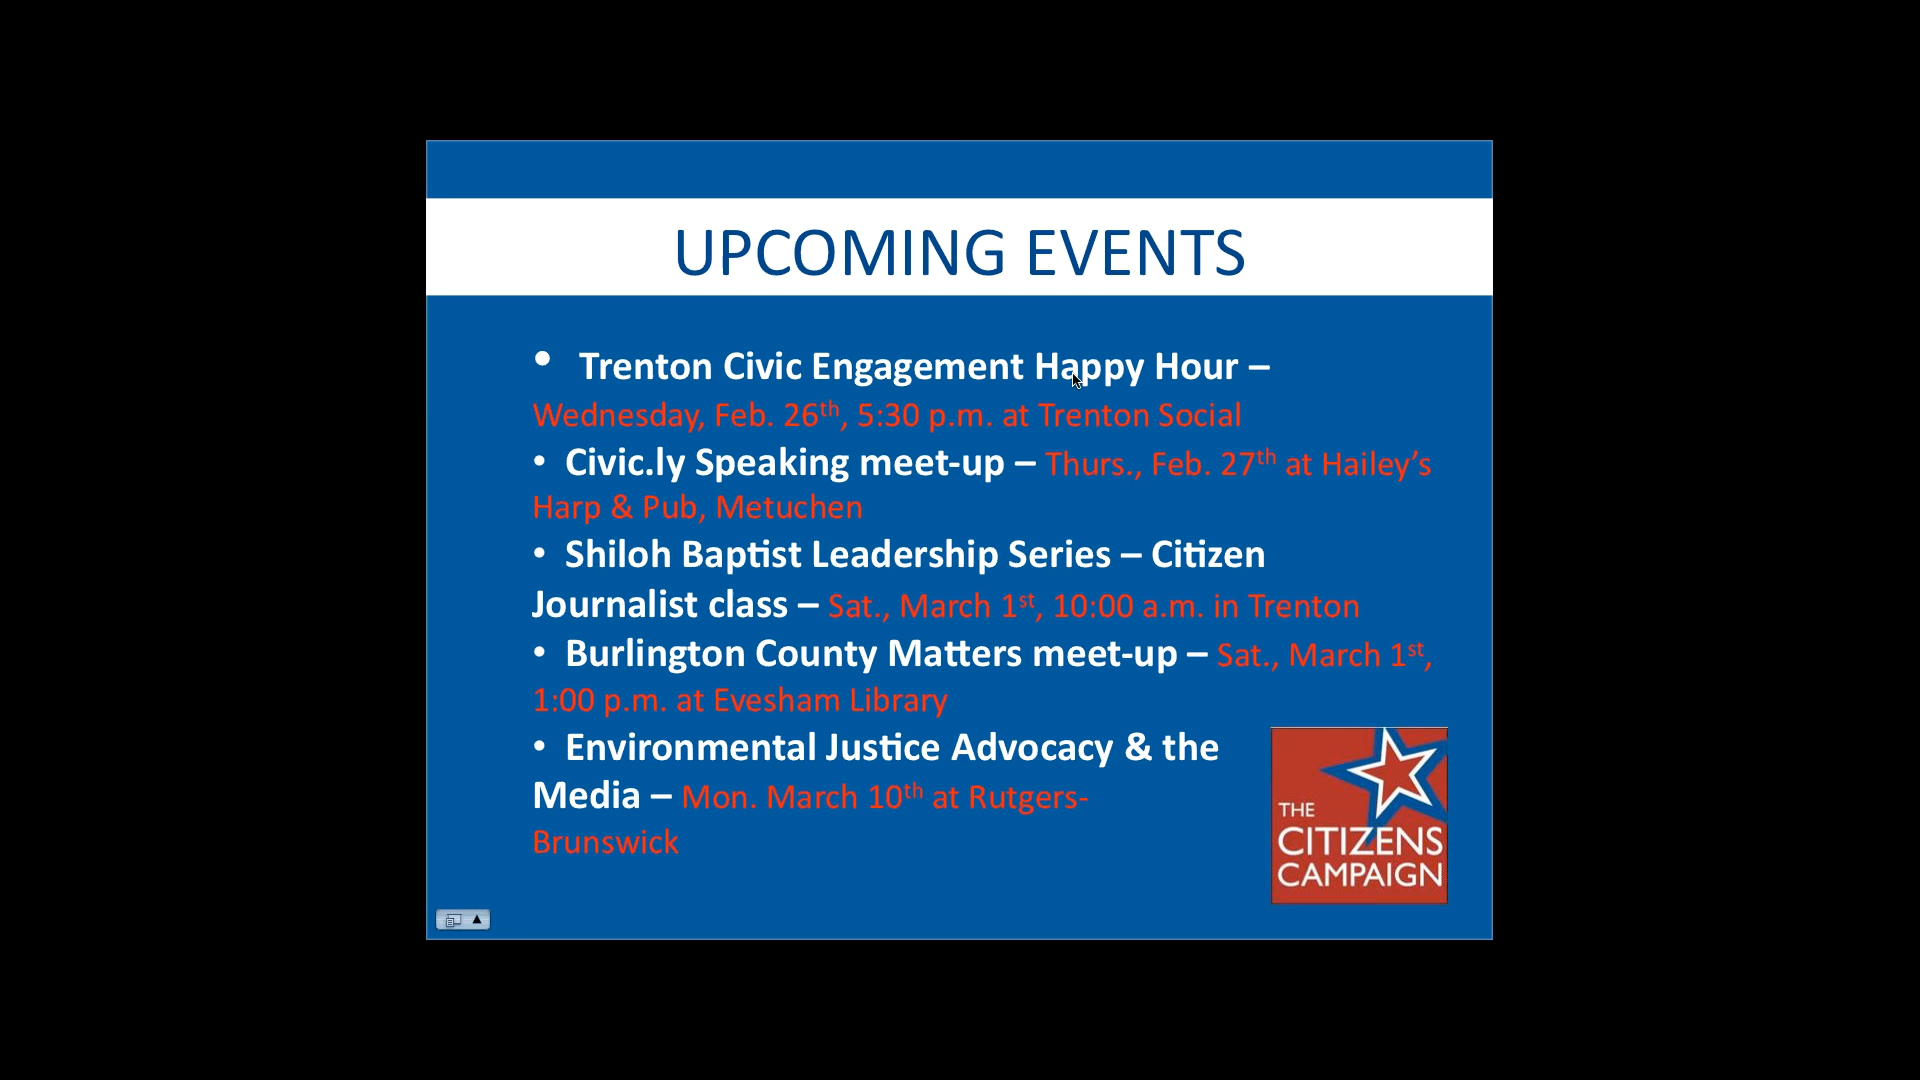 UPCOMING EVENTS
• Trenton Civic Engagement Happy Hour –
Wednesday, Feb. 26th, 5:30 p.m. at Trenton Social
• Civic.ly Speaking meet-up – Thurs., Feb. 27th at Hailey’s
Harp & Pub, Metuchen
• Shiloh Baptist Leadership Series – Citizen
Journalist class – Sat., March 1st, 10:00 a.m. in Trenton
• Burlington County Matters meet-up – Sat., March 1st,
1:00 p.m. at Evesham Library
• Environmental Justice Advocacy & the
Media – Mon. March 10th at Rutgers-
Brunswick
THE
CITIZENS
CAMPAIGN